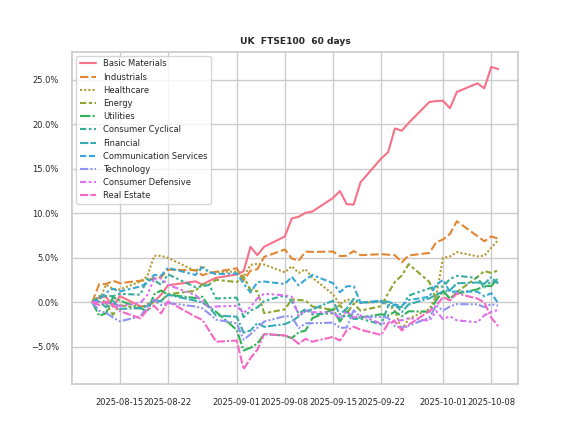 UK FTSE100 60 days
Basic Materials
Industrials
Healthcare
Energy
Utilities
Consumer Cyclical
Financial
Communication Services
Technology
Consumer Defensive
Real Estate
25.0%
20.0%
15.0%
10.0%
5.0%
0.0%
−5.0%
2025-08-15 2025-08-22 2025-09-01 2025-09-08 2025-09-15 2025-09-22 2025-10-01 2025-10-08